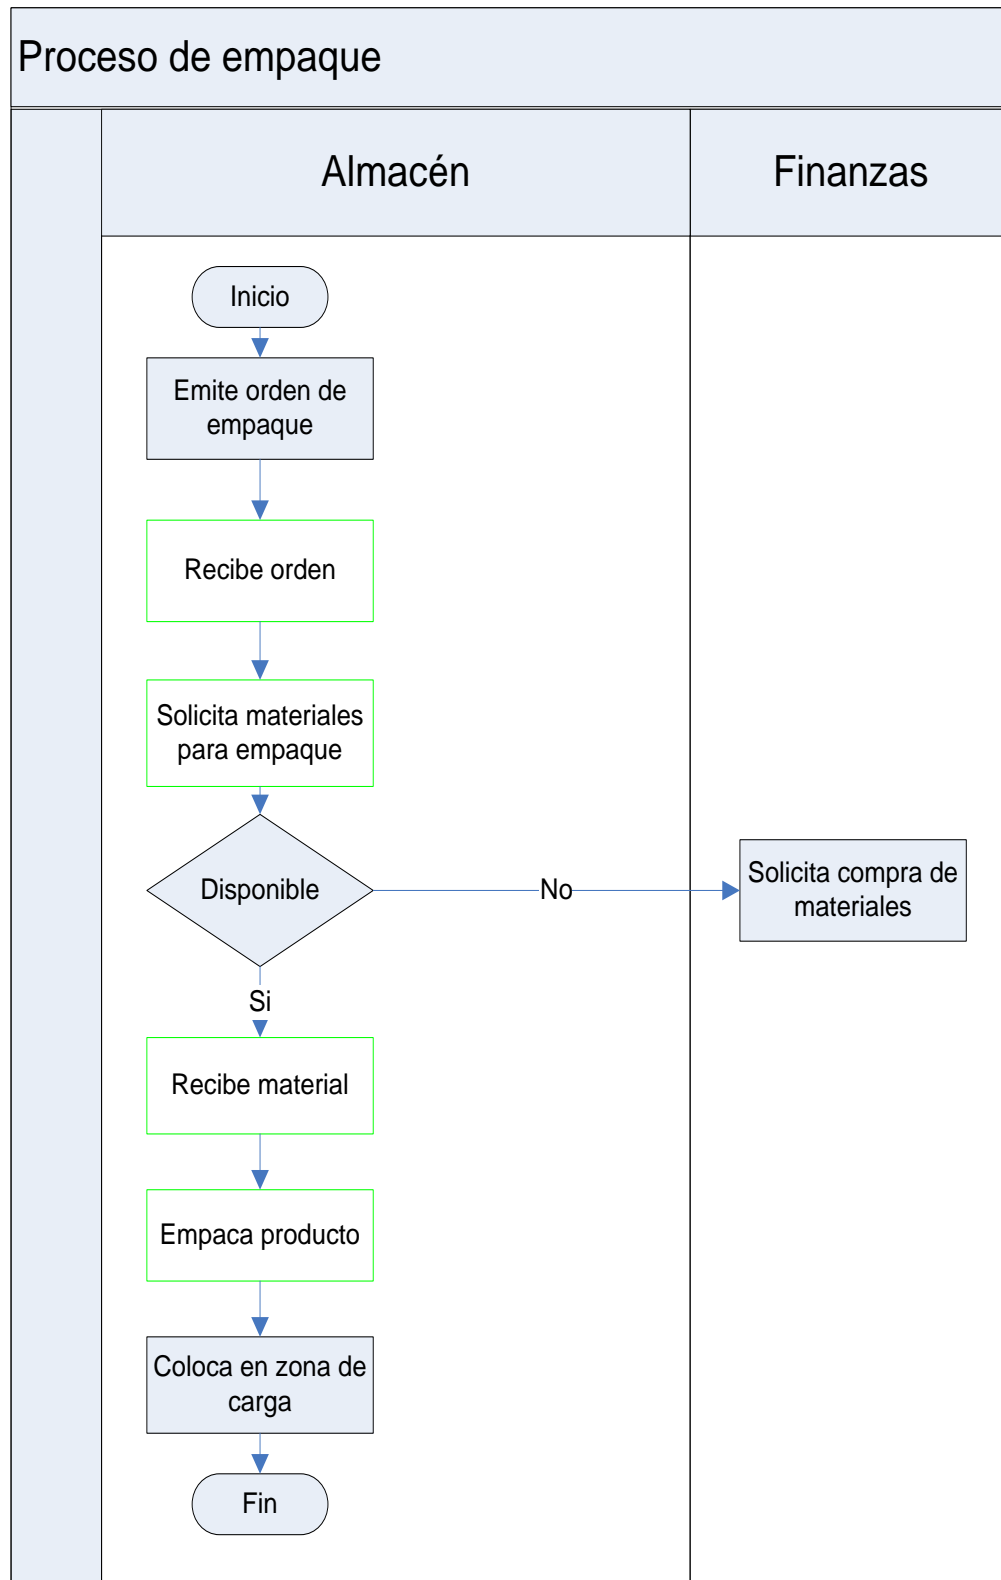 Proceso de empaque
Almacén
Finanzas
Inicio
Emite orden de
empaque
Recibe orden
Solicita materiales
para empaque
Disponible
No
Solicita compra de
materiales
Si
Recibe material
Empaca producto
Coloca en zona de
carga
Fin